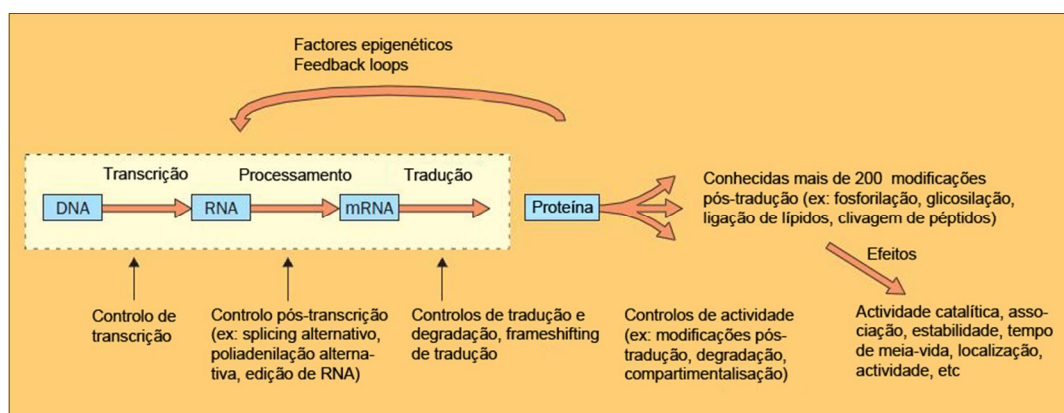 Factores epigenéticos
Feedback loops
Transcrição
Processamento
Tradução
DNA
RNA
mRNA
Proteína
Conhecidas mais de 200 modificações
pós-tradução (ex: fosforilação, glicosilação,
ligação de lípidos, clivagem de péptidos)
Efeitos
Controlo de
transcrição
Controlo pós-transcrição
(ex: splicing alternativo,
poliadenilação alterna-
tiva, edição de RNA)
Controlos de tradução e
degradação, frameshifting
de tradução
Controlos de actividade
(ex: modificações pós-
tradução, degradação,
compartimentalisação)
Actividade catalítica, asso-
ciação, estabilidade, tempo
de meia-vida, localização,
actividade, etc